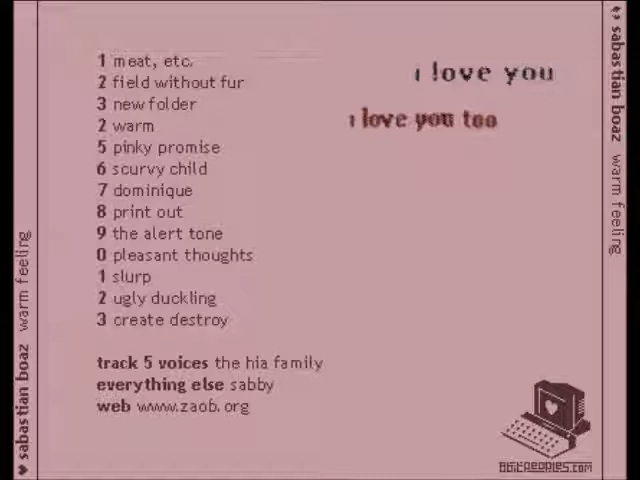 1 meat, etc.
2 field without fur
3 new folder
2 warm
5 pinky promise
6 scurvy child
7 dominique
8 print out
9 the alert tone
0 pleasant thoughts
1 slurp
2 ugly duckling
3 create destroy
track 5 voices the hia family
everything else sabby
web www.zaob.org
i love you
i love you too
♥ sabastian boaz warm feeling
♥ sabastian boaz warm feeling
8bitpeoples.com